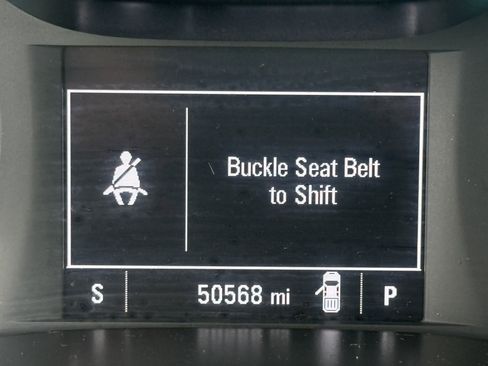 Buckle Seat Belt
to Shift
S 50568 mi P